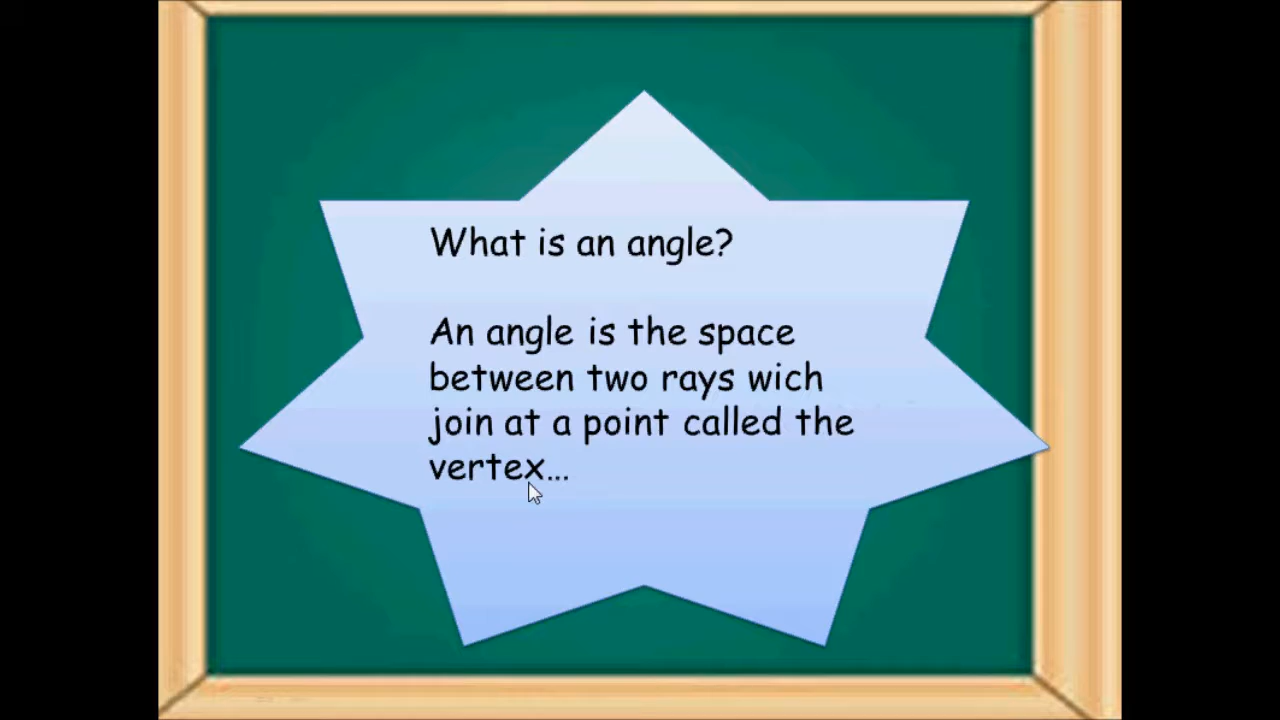 What is an angle?
An angle is the space
between two rays wich
join at a point called the
vertex...